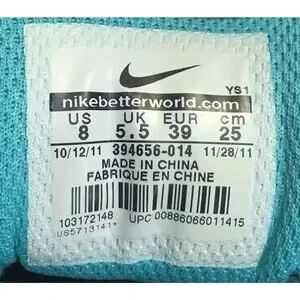 YS1
nikebetterworld.com
US UK EUR cm
8 5.5 39 25
10/12/11 394656-014 11/28/11
MADE IN CHINA
FABRIQUE EN CHINE
103172148
UPC 00886066011415
US5713141*